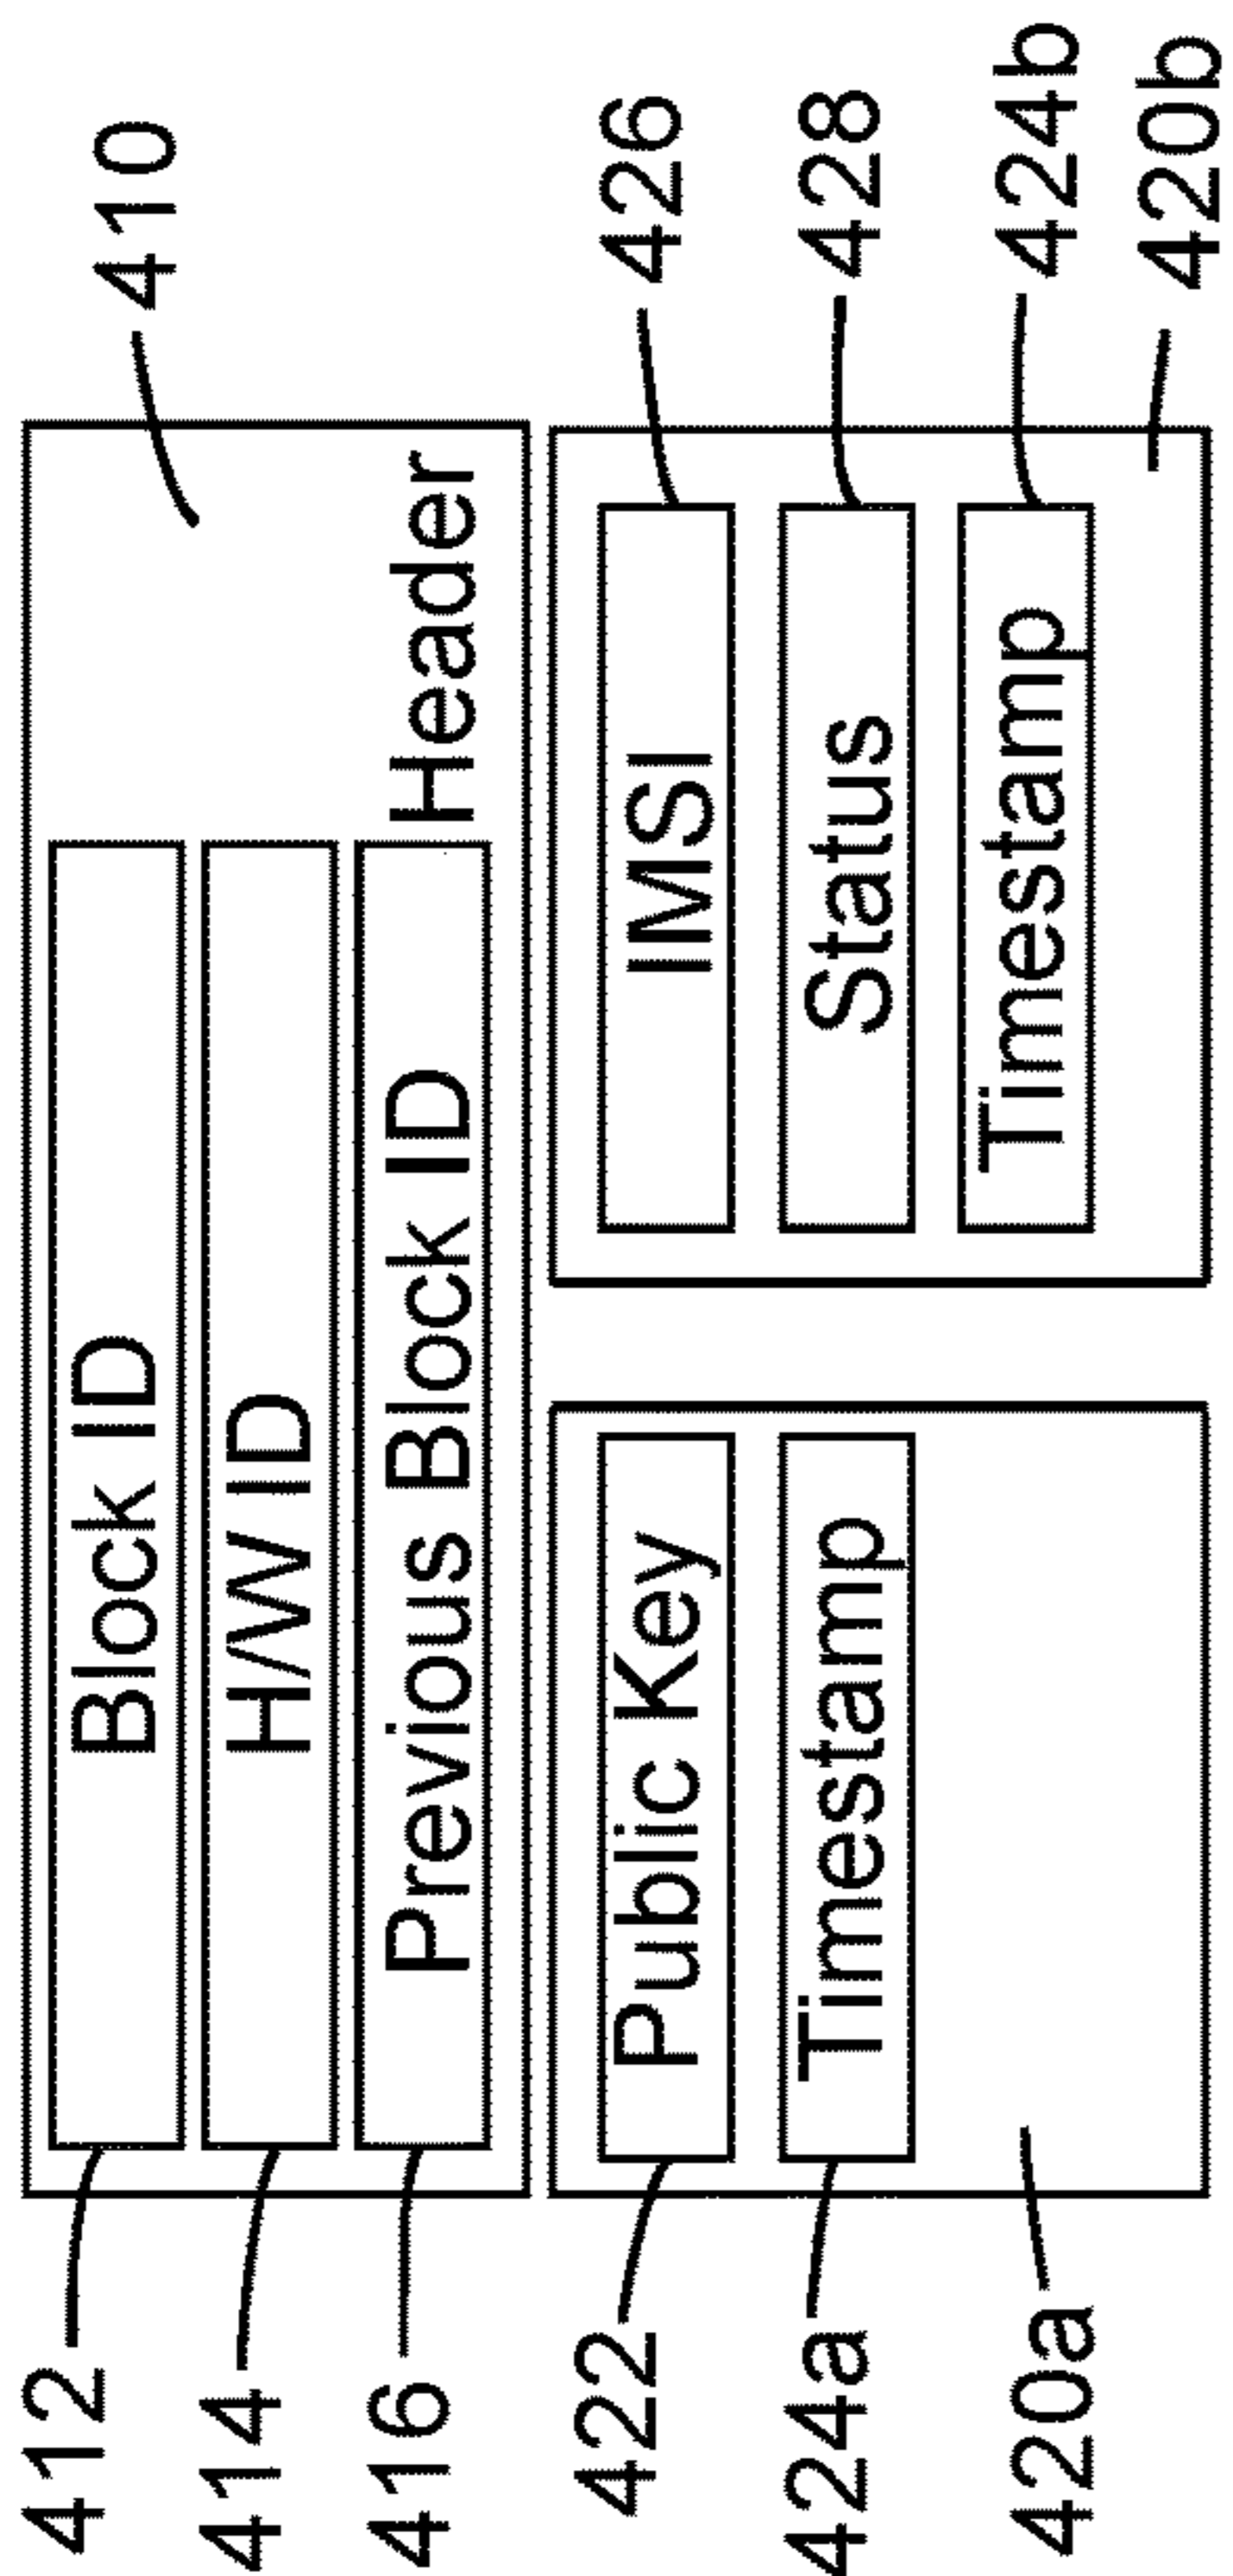 410
412
Block ID
414
H/W ID
416
Previous Block ID
Header
422
Public Key
424a
Timestamp
420a
IMSI
426
Status
428
Timestamp
424b
420b